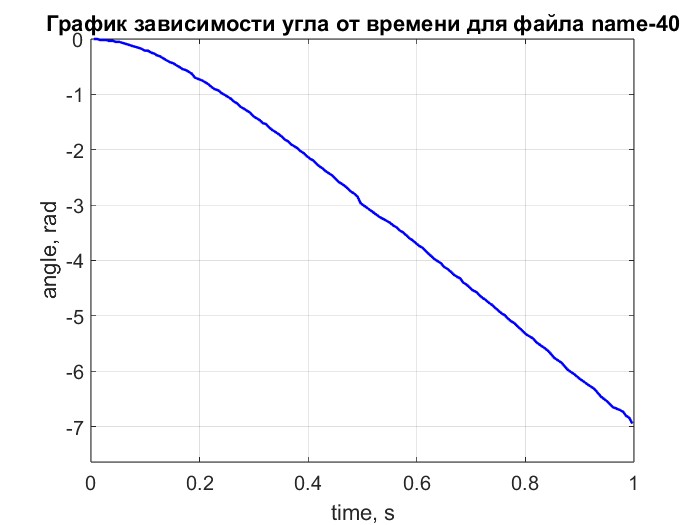 График зависимости угла от времени для файла name-40
0
-1
-2
-3
-4
-5
-6
-7
angle, rad
0 0.2 0.4 0.6 0.8 1
time, s